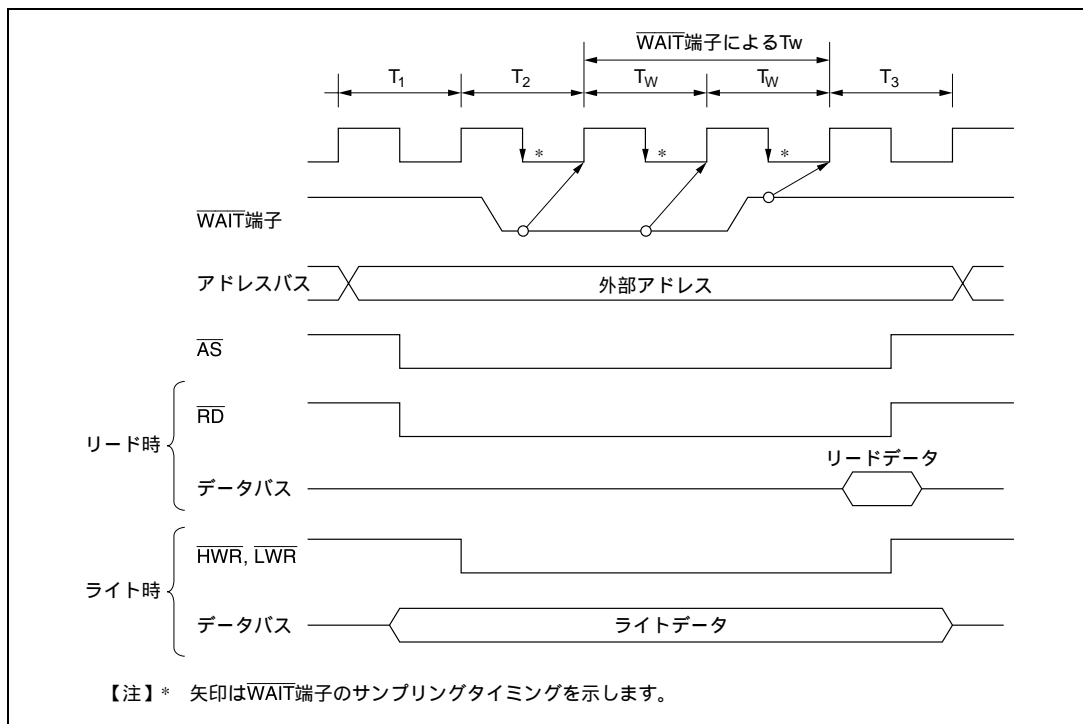 WAIT端子によるTw
T1 T2 TW TW T3
* * *
WAIT端子
アドレスバス 外部アドレス
AS
リード時
RD
リードデータ
データバス
ライト時
HWR, LWR
データバス ライトデータ
【注】* 矢印はWAIT端子のサンプリングタイミングを示します。